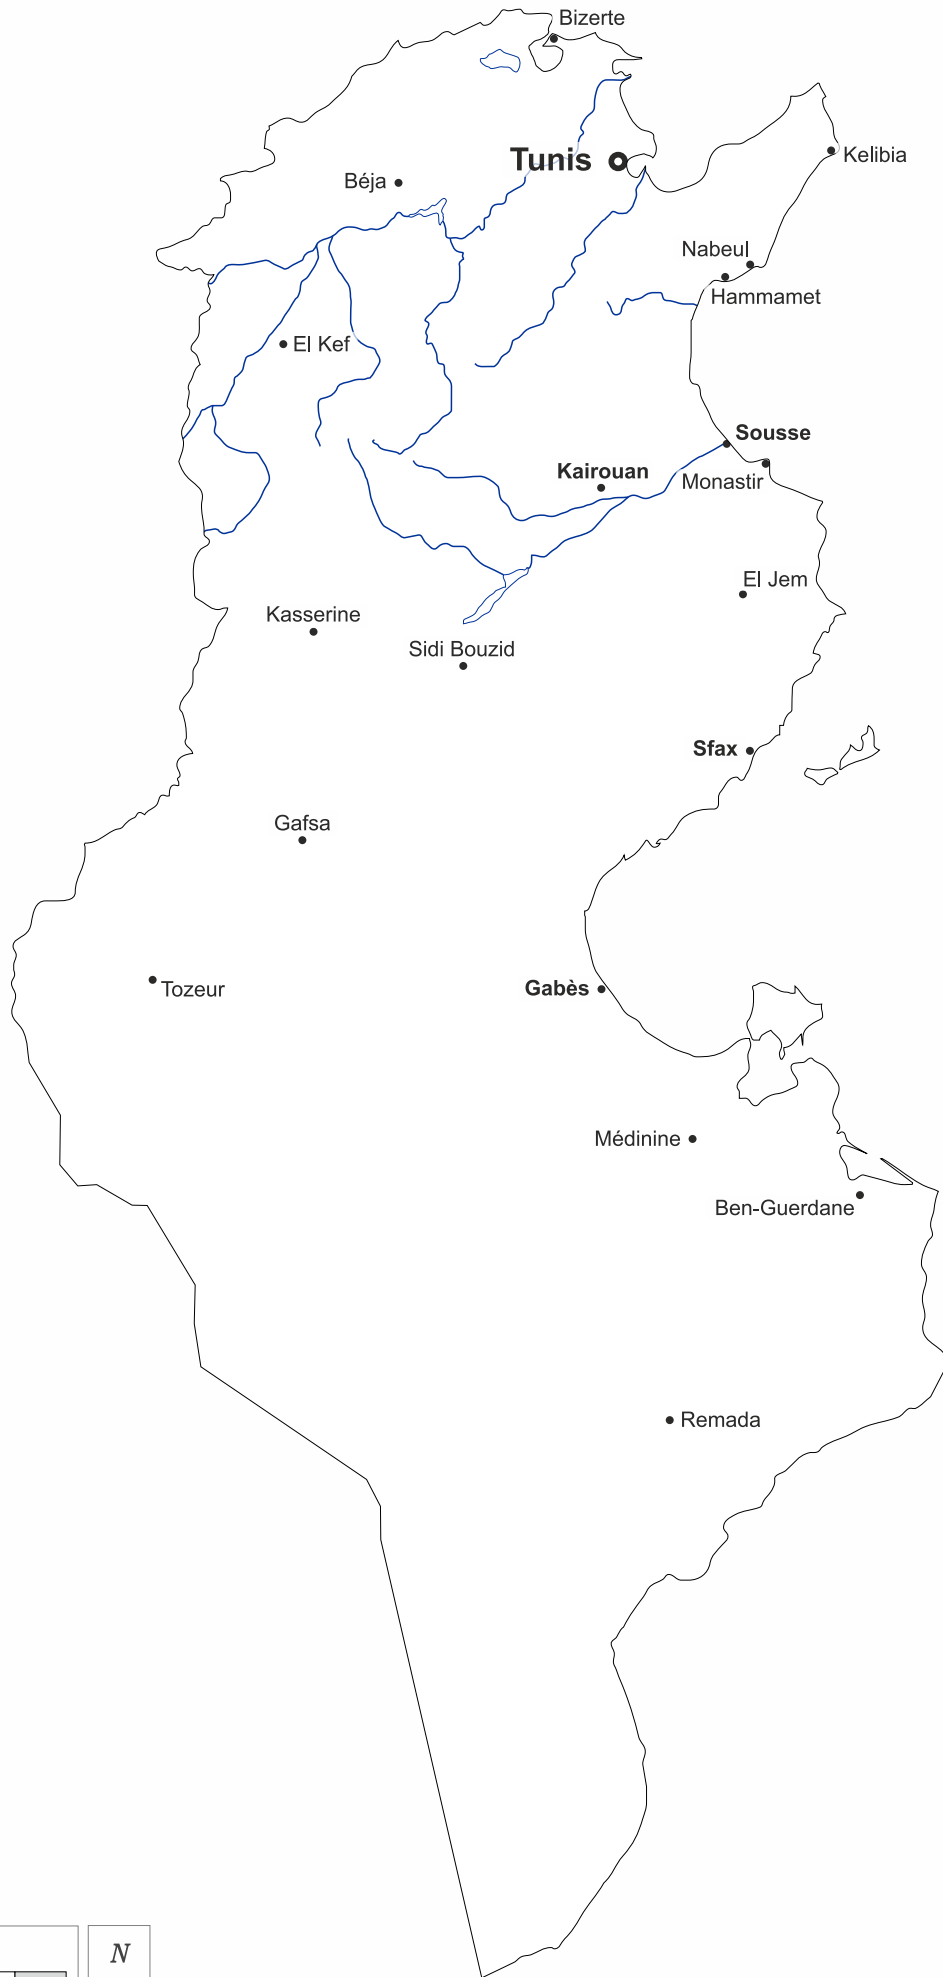 Bizerte
Tunis
Kelibia
Béja
Nabeul
Hammamet
El Kef
Sousse
Kairouan
Monastir
El Jem
Kasserine
Sidi Bouzid
Sfax
Gafsa
Tozeur
Gabès
Médinine
Ben-Guerdane
Remada
N